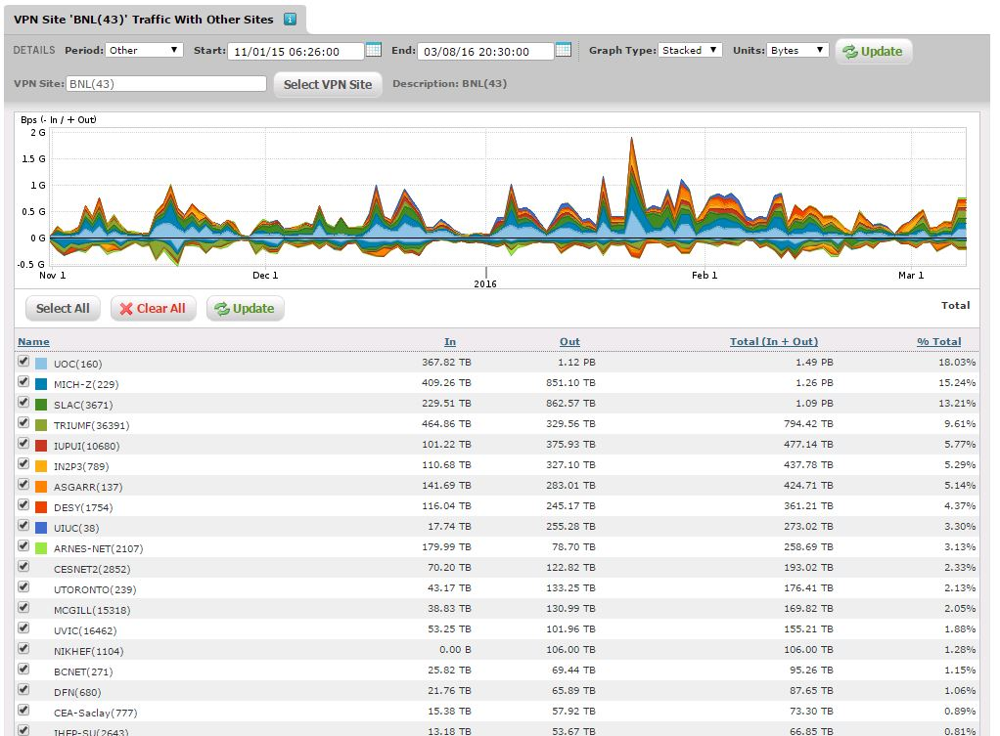 VPN Site 'BNL(43)' Traffic With Other Sites i
DETAILS Period: Other Start: 11/01/15 06:26:00 End: 03/08/16 20:30:00 Graph Type: Stacked Units: Bytes Update
VPN Site: BNL(43) Select VPN Site Description: BNL(43)
Bps (- In / + Out)
2 G
1.5 G
1 G
0.5 G
0 G
-0.5 G
Nov 1 Dec 1 2016 Feb 1 Mar 1
Select All Clear All Update Total
Name In Out Total (In + Out) % Total
UOC(160) 367.82 TB 1.12 PB 1.49 PB 18.03%
MICH-Z(229) 409.26 TB 851.10 TB 1.26 PB 15.24%
SLAC(3671) 229.51 TB 862.57 TB 1.09 PB 13.21%
TRIUMF(36391) 464.86 TB 329.56 TB 794.42 TB 9.61%
IUPUI(10680) 101.22 TB 375.93 TB 477.14 TB 5.77%
IN2P3(789) 110.68 TB 327.10 TB 437.78 TB 5.29%
ASGARR(137) 141.69 TB 283.01 TB 424.71 TB 5.14%
DESY(1754) 116.04 TB 245.17 TB 361.21 TB 4.37%
UIUC(38) 17.74 TB 255.28 TB 273.02 TB 3.30%
ARNES-NET(2107) 179.99 TB 78.70 TB 258.69 TB 3.13%
CESNET2(2852) 70.20 TB 122.82 TB 193.02 TB 2.33%
UTORONTO(239) 43.17 TB 133.25 TB 176.41 TB 2.13%
MCGILL(15318) 38.83 TB 130.99 TB 169.82 TB 2.05%
UVIC(16462) 53.25 TB 101.96 TB 155.21 TB 1.88%
NIKHEF(1104) 0.00 B 106.00 TB 106.00 TB 1.28%
BCNET(271) 25.82 TB 69.44 TB 95.26 TB 1.15%
DFN(680) 21.76 TB 65.89 TB 87.65 TB 1.06%
CEA-Saclay(777) 15.38 TB 57.92 TB 73.30 TB 0.89%
IHEP-SU(2643) 13.18 TB 53.67 TB 66.85 TB 0.81%